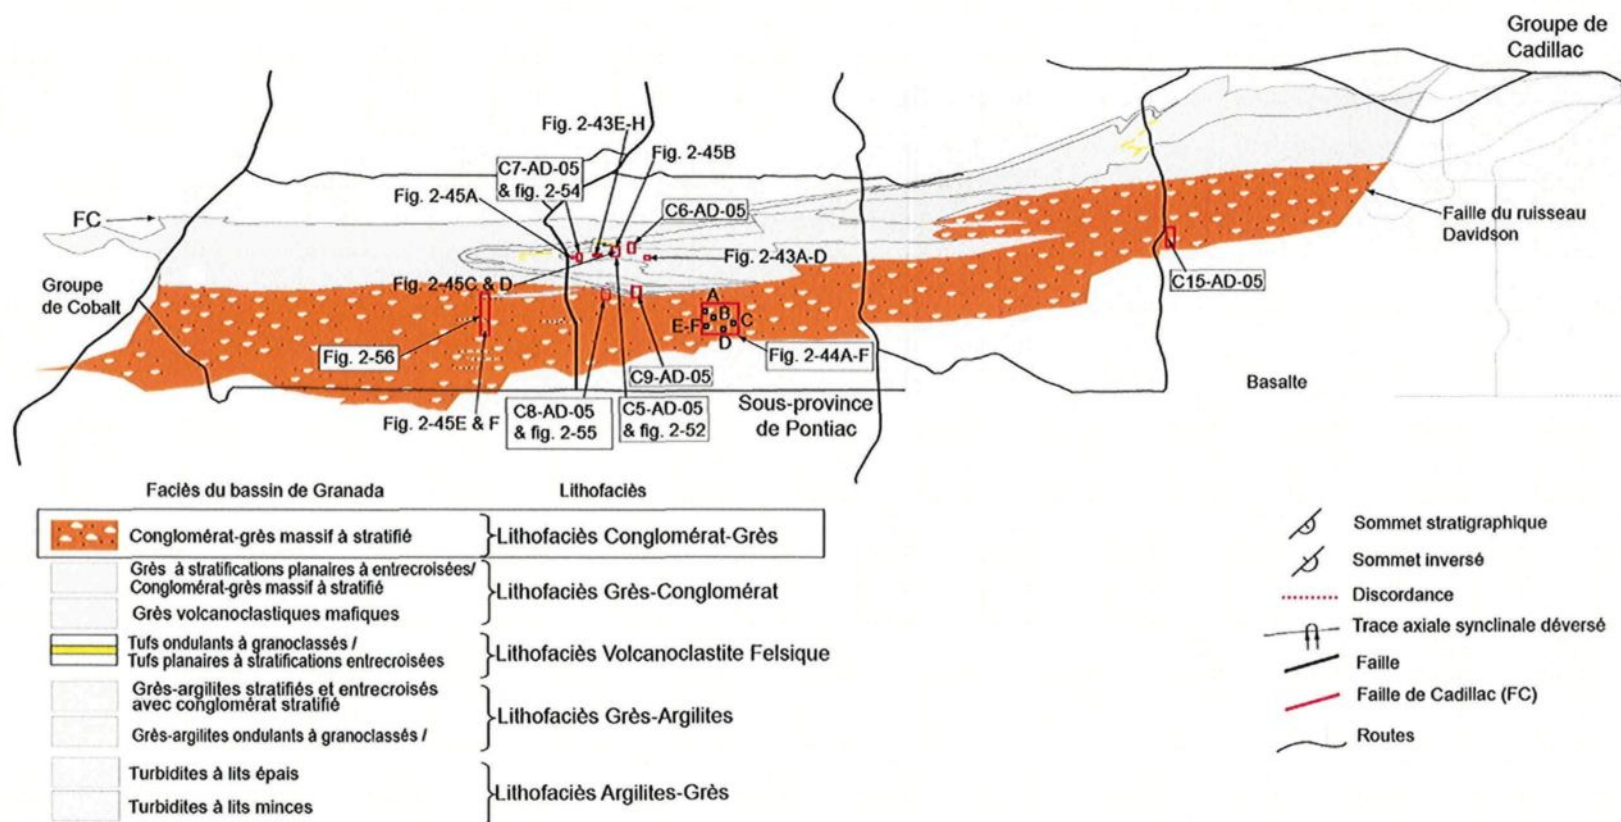 Groupe de
Cadillac
Fig. 2-43E-H
Fig. 2-45B
C7-AD-05
& fig. 2-54
Fig. 2-45A
C6-AD-05
FC
Faille du ruisseau
Davidson
Fig. 2-43A-D
C15-AD-05
Groupe
de Cobalt
Fig. 2-45C & D
A
B
C
E-F
D
Fig. 2-56
Fig. 2-44A-F
C9-AD-05
Basalte
Fig. 2-45E & F
C8-AD-05
& fig. 2-55
C5-AD-05
& fig. 2-52
Sous-province
de Pontiac
Faciès du bassin de Granada
Lithofaciès
Conglomérat-grès massif à stratifié
Lithofaciès Conglomérat-Grès
Grès à stratifications planaires à entrecroisées/
Conglomérat-grès massif à stratifié
Lithofaciès Grès-Conglomérat
Grès volcanoclastiques mafiques
Tufs ondulants à granoclassés /
Tufs planaires à stratifications entrecroisées
Lithofaciès Volcanoclastite Felsique
Grès-argilites stratifiés et entrecroisés
avec conglomérat stratifié
Lithofaciès Grès-Argilites
Grès-argilites ondulants à granoclassés /
Turbidites à lits épais
Lithofaciès Argilites-Grès
Turbidites à lits minces
Sommet stratigraphique
Sommet inversé
Discordance
Trace axiale synclinale déversé
Faille
Faille de Cadillac (FC)
Routes